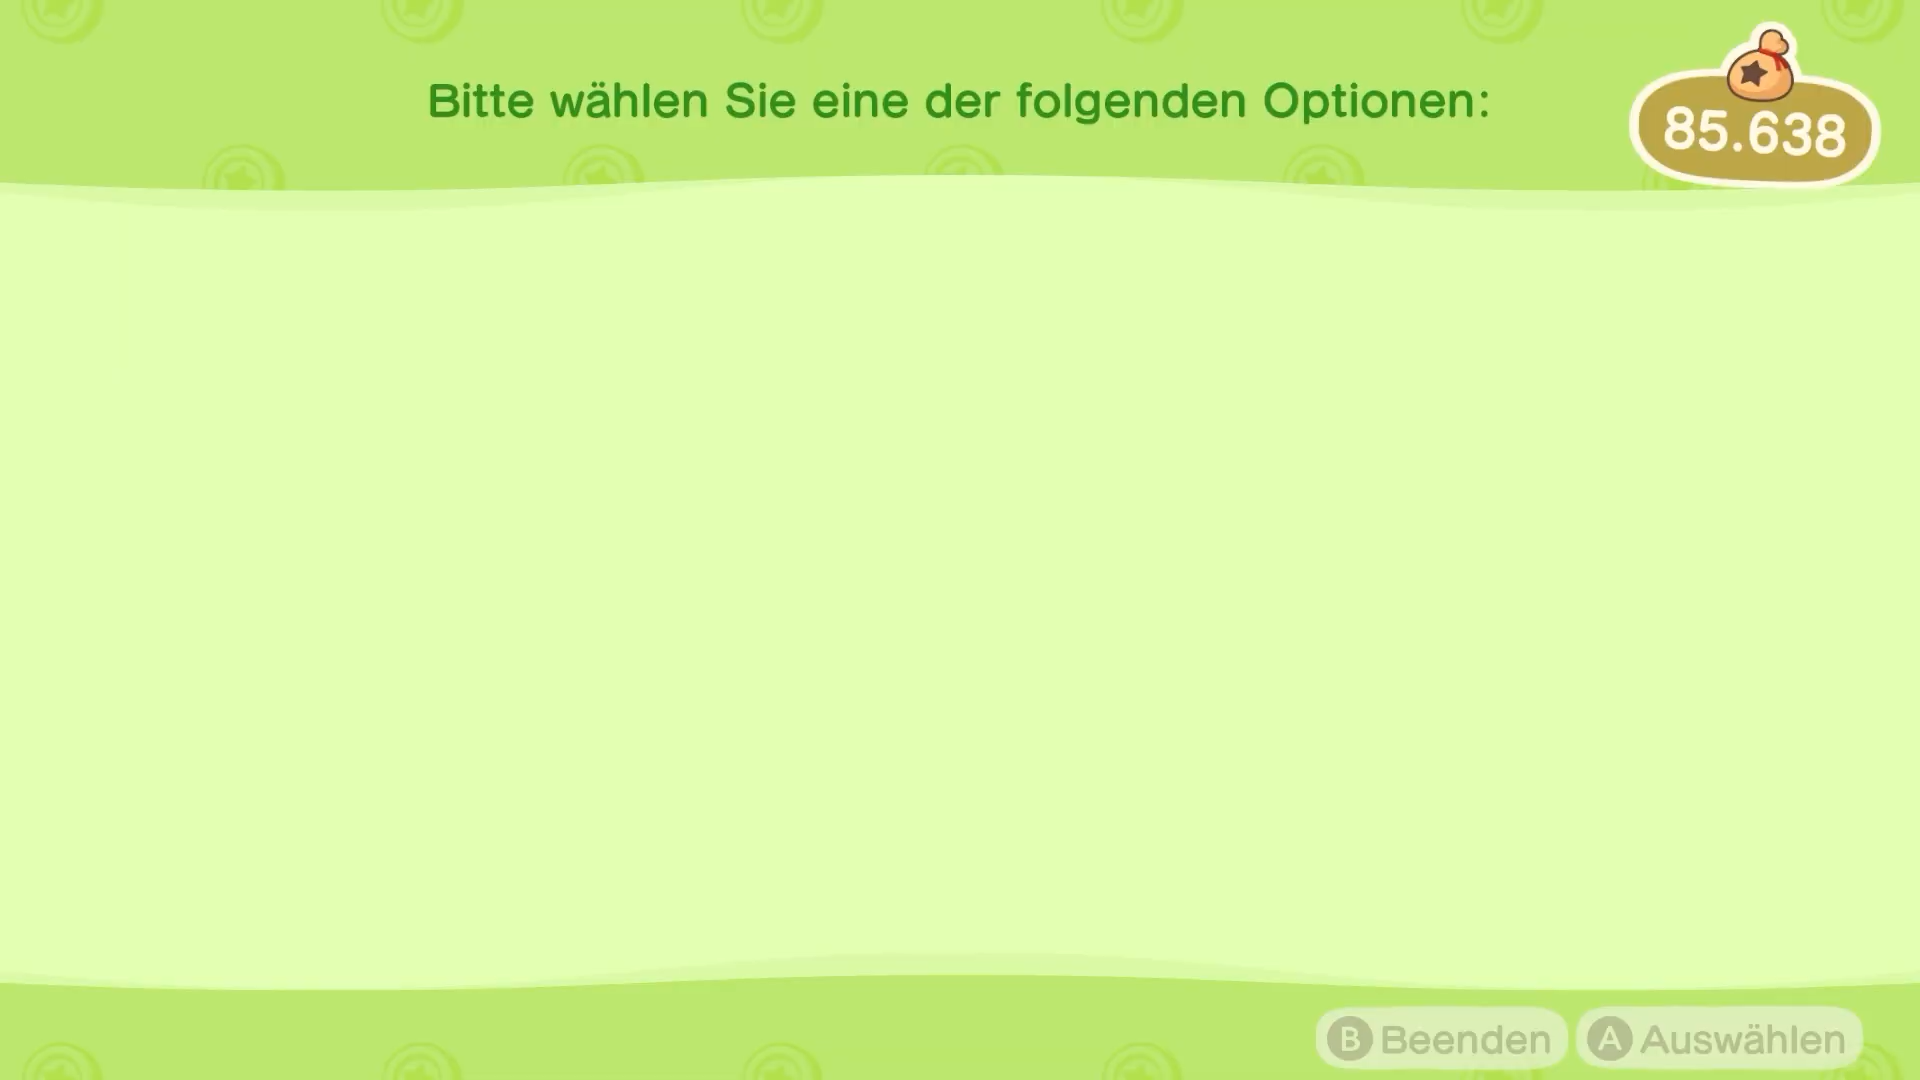 Bitte wählen Sie eine der folgenden Optionen:
85.638
B Beenden A Auswählen